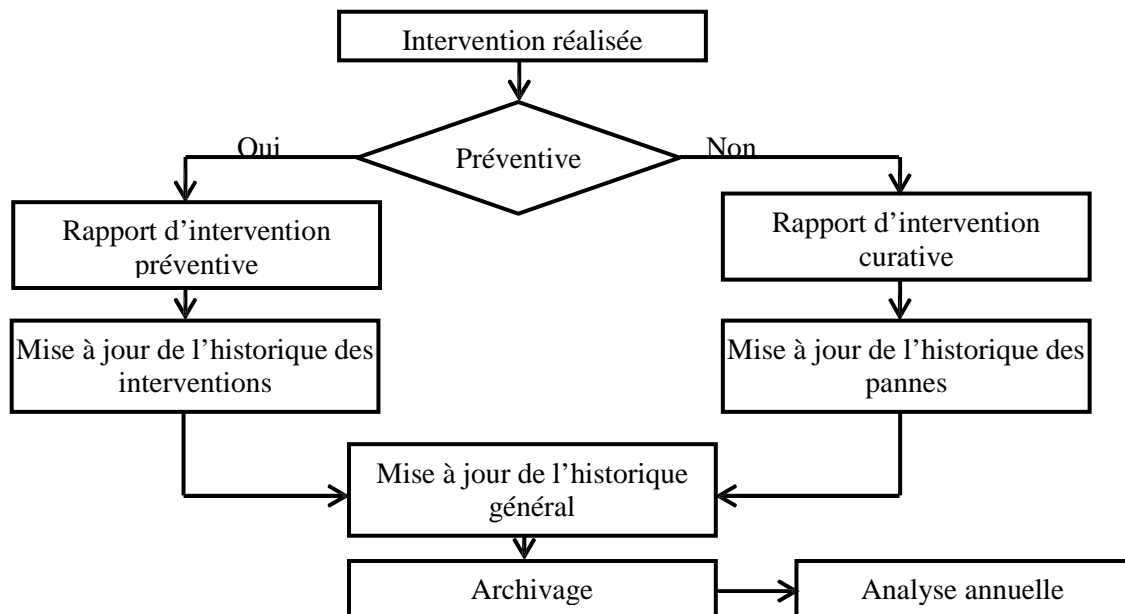 Intervention réalisée
Préventive
Oui
Non
Rapport d’intervention
préventive
Rapport d’intervention
curative
Mise à jour de l’historique des
interventions
Mise à jour de l’historique des
pannes
Mise à jour de l’historique
général
Archivage
Analyse annuelle